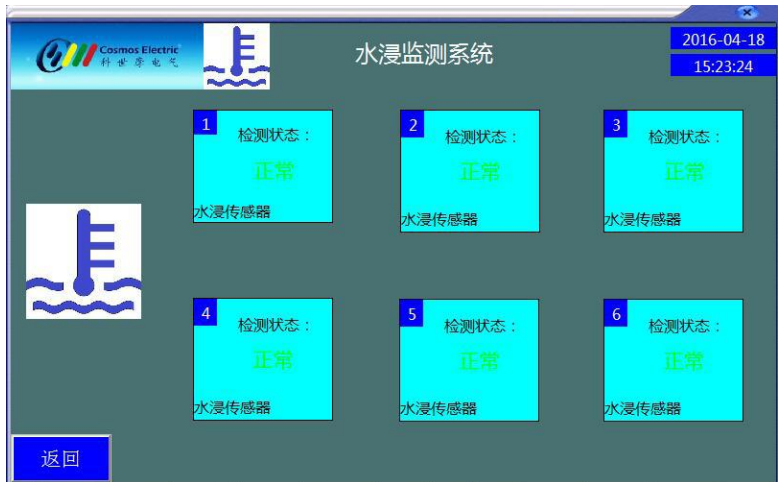 Cosmos Electric
科世孚电气
水浸监测系统
2016-04-18
15:23:24
1
检测状态：
正常
水浸传感器
2
检测状态：
正常
水浸传感器
3
检测状态：
正常
水浸传感器
4
检测状态：
正常
水浸传感器
5
检测状态：
正常
水浸传感器
6
检测状态：
正常
水浸传感器
返回